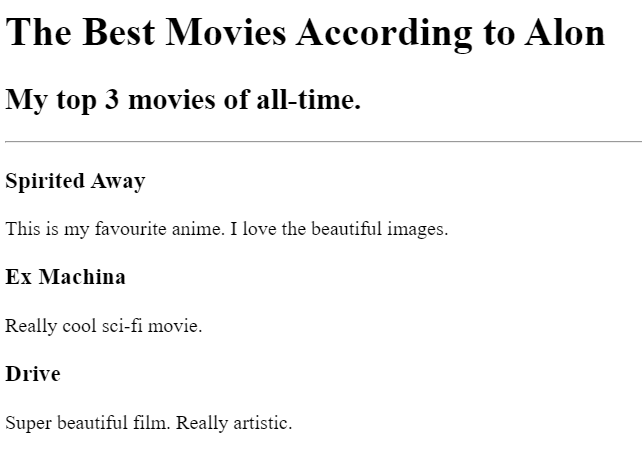 The Best Movies According to Alon
My top 3 movies of all-time.
Spirited Away
This is my favourite anime. I love the beautiful images.
Ex Machina
Really cool sci-fi movie.
Drive
Super beautiful film. Really artistic.